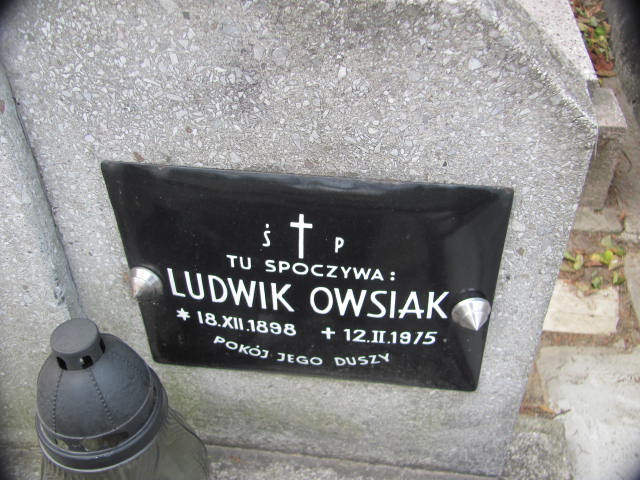 ś † P
TU SPOCZYWA:
LUDWIK OWSIAK
* 18.XII.1898 + 12.II.1975
POKÓJ JEGO DUSZY